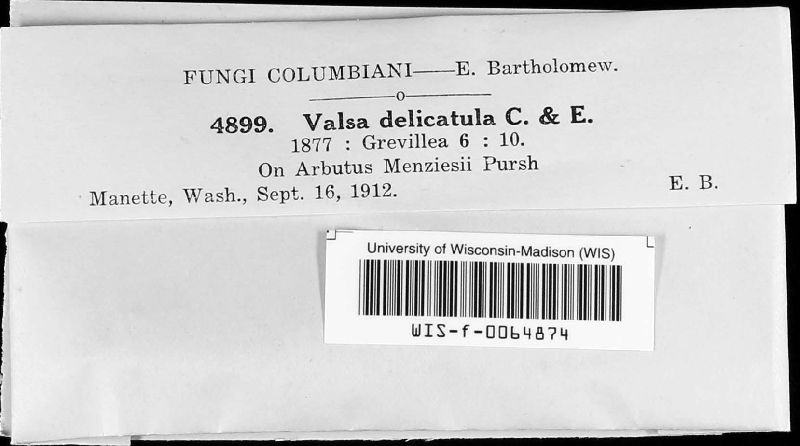 FUNGI COLUMBIANI—E. Bartholomew.
4899. Valsa delicatula C. & E.
1877 : Grevillea 6 : 10.
On Arbutus Menziesii Pursh
Manette, Wash., Sept. 16, 1912.
E. B.
University of Wisconsin-Madison (WIS)
WIS-f-0064874